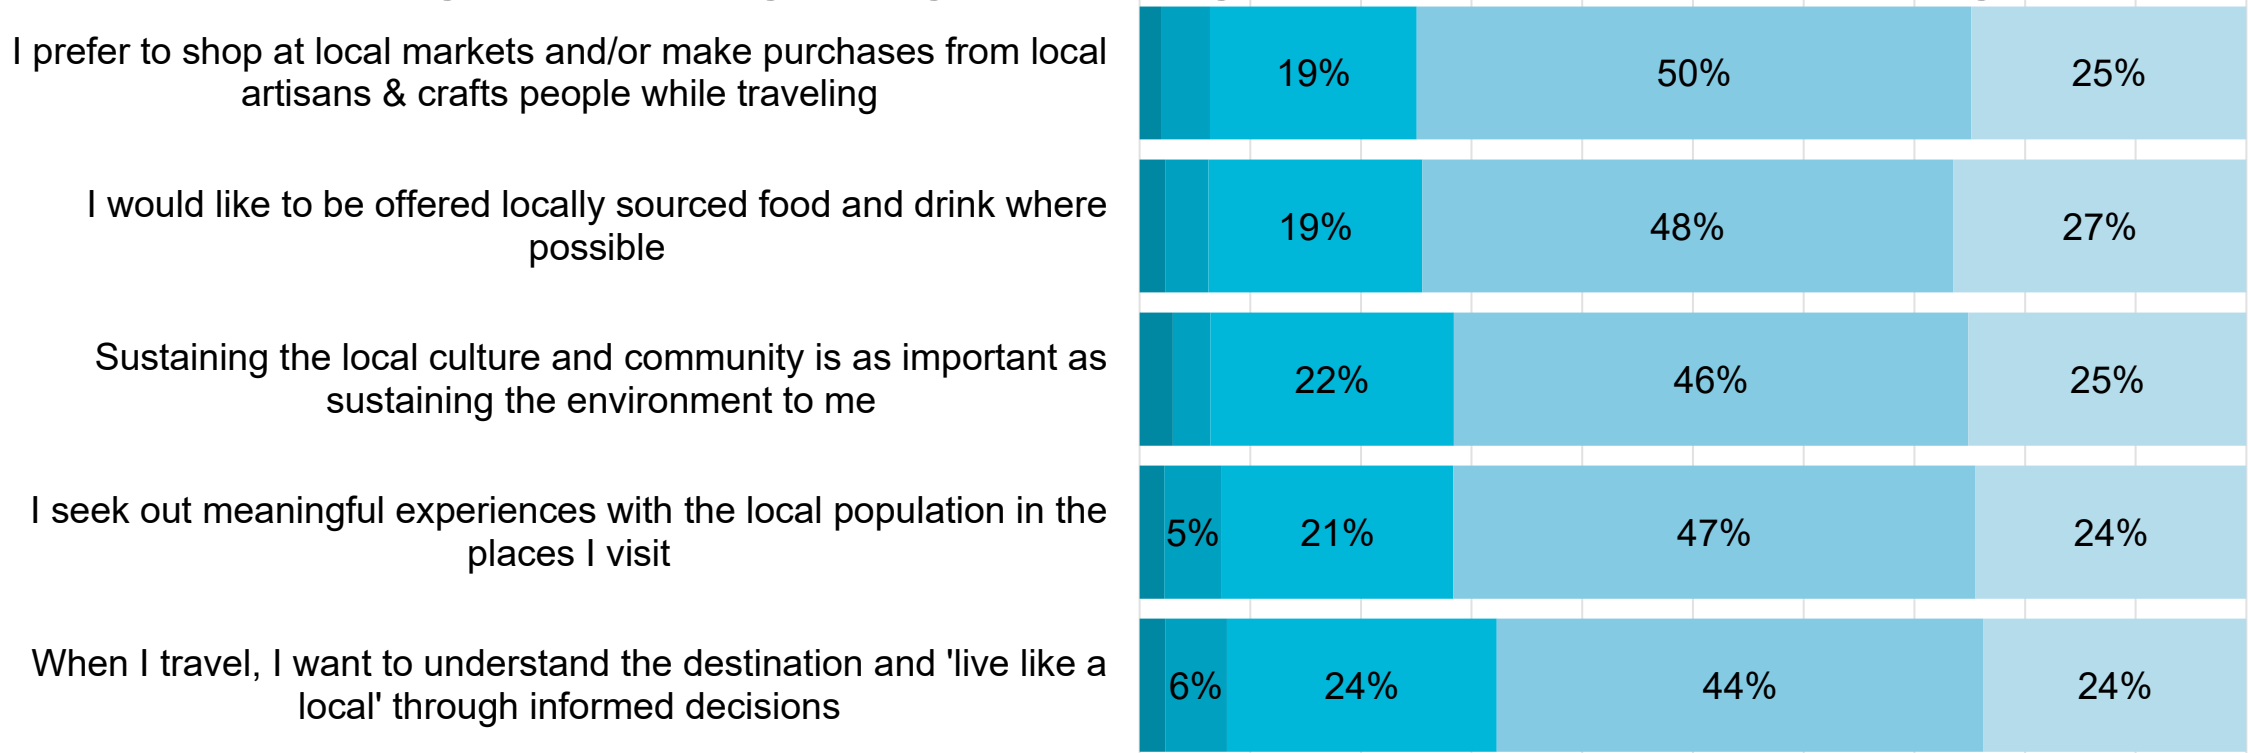 I prefer to shop at local markets and/or make purchases from local
artisans & crafts people while traveling
19% 50% 25%
I would like to be offered locally sourced food and drink where
possible
19% 48% 27%
Sustaining the local culture and community is as important as
sustaining the environment to me
22% 46% 25%
I seek out meaningful experiences with the local population in the
places I visit
5% 21% 47% 24%
When I travel, I want to understand the destination and 'live like a
local' through informed decisions
6% 24% 44% 24%